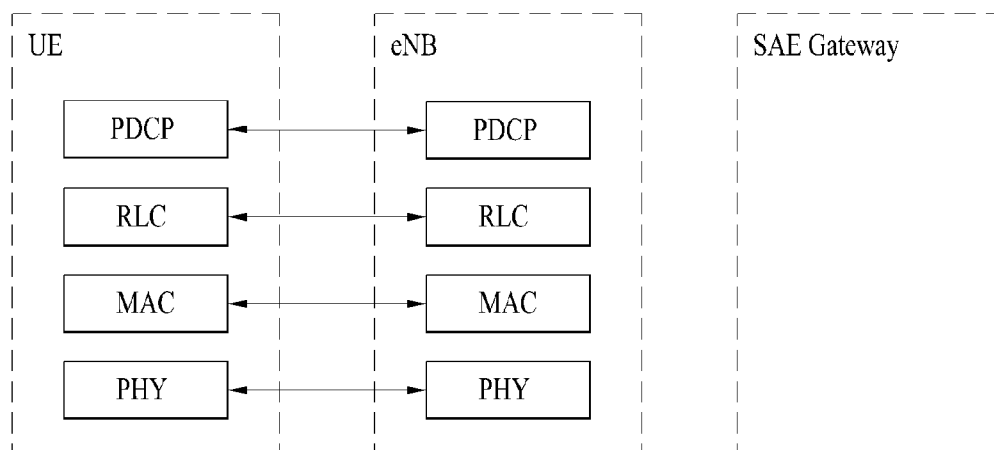 UE
eNB
SAE Gateway
PDCP
PDCP
RLC
RLC
MAC
MAC
PHY
PHY